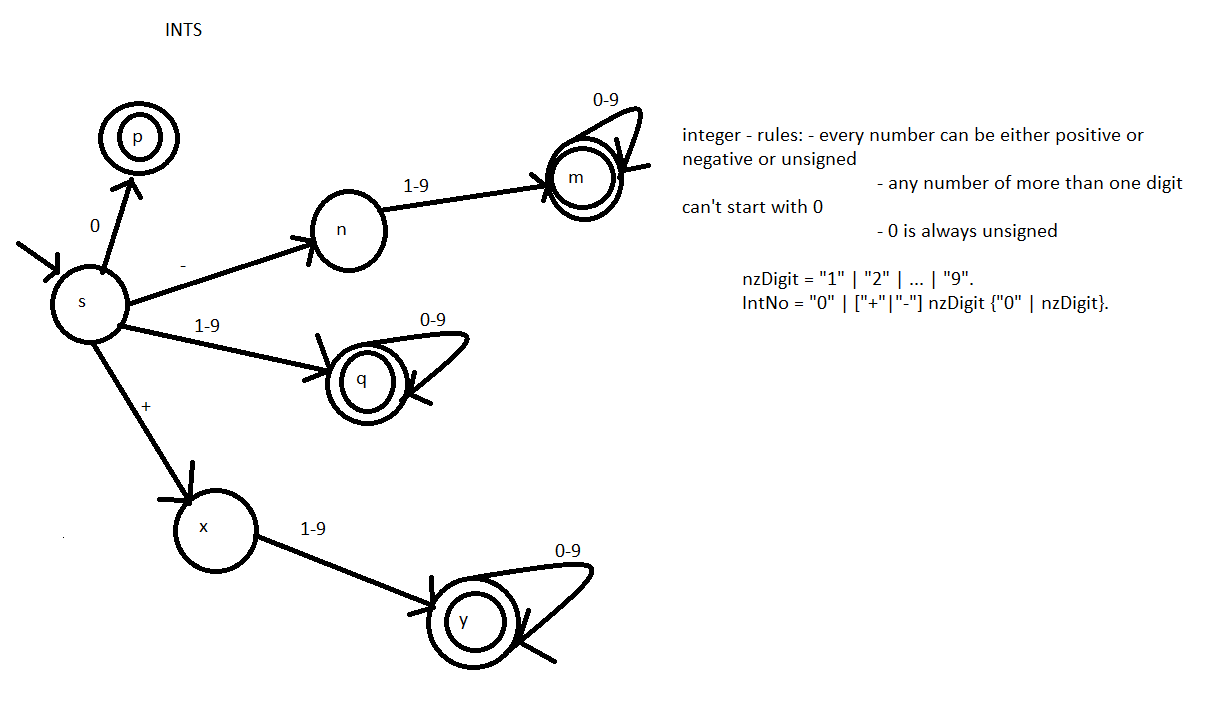 INTS
0-9
p
integer - rules: - every number can be either positive or
negative or unsigned
m
1-9
- any number of more than one digit
can't start with 0
0
n
- 0 is always unsigned
-
nzDigit = "1" | "2" | ... | "9".
s
IntNo = "0" | ["+"|"-"] nzDigit {"0" | nzDigit}.
1-9
0-9
q
+
x
1-9
0-9
y